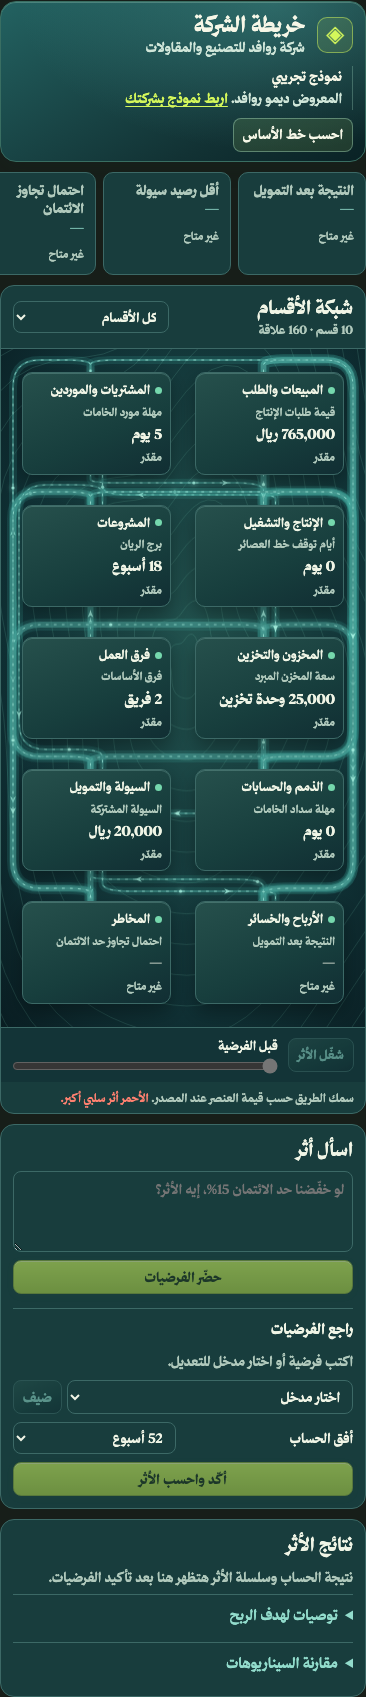 خريطة الشركة
شركة روافد للتصنيع والمقاولات
نموذج تجريبي
المعروض ديمو روافد. اربط نموذج بشركتك
احسب خط الأساس
النتيجة بعد التمويل
—
غير متاح
أقل رصيد سيولة
—
غير متاح
احتمال تجاوز
الائتمان
—
غير متاح
شبكة الأقسام
10 قسم · 160 علاقة
كل الأقسام
المبيعات والطلب
قيمة طلبات الإنتاج
765,000 ريال
مقدّر
المشتريات والموردين
مهلة مورد الخامات
5 يوم
مقدّر
الإنتاج والتشغيل
أيام توقف خط العصائر
0 يوم
مقدّر
المشروعات
برج الريان
18 أسبوع
مقدّر
المخزون والتخزين
سعة المخزن المبرد
25,000 وحدة تخزين
مقدّر
فرق العمل
فرق الأساسات
2 فريق
مقدّر
الذمم والحسابات
مهلة سداد الخامات
0 يوم
مقدّر
السيولة والتمويل
السيولة المشتركة
20,000 ريال
مقدّر
الأرباح والخسائر
النتيجة بعد التمويل
—
غير متاح
المخاطر
احتمال تجاوز حد الائتمان
—
غير متاح
شغّل الأثر
قبل الفرضية
سمك الطريق حسب قيمة العنصر عند المصدر. الأحمر أثر سلبي أكبر.
اسأل أثر
لو خفّضنا حد الائتمان 15%، إيه الأثر؟
حضّر الفرضيات
راجع الفرضيات
اكتب فرضية أو اختار مدخل للتعديل.
اختار مدخل
ضيف
أفق الحساب
52 أسبوع
أكّد واحسب الأثر
نتائج الأثر
نتيجة الحساب وسلسلة الأثر هتظهر هنا بعد تأكيد الفرضيات.
توصيات لهدف الربح
مقارنة السيناريوهات